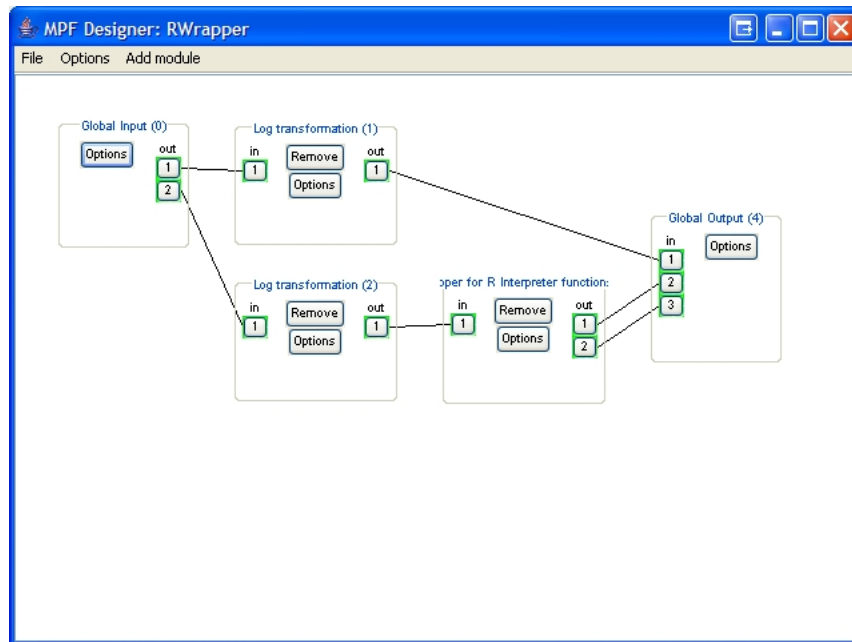 MPF Designer: RWrapper
File Options Add module
Global Input (0)
Options
out
1
2
Log transformation (1)
in
1
Remove
Options
out
1
Log transformation (2)
in
1
Remove
Options
out
1
oper for R Interpreter function
in
1
Remove
Options
out
1
2
Global Output (4)
in
1
2
3
Options